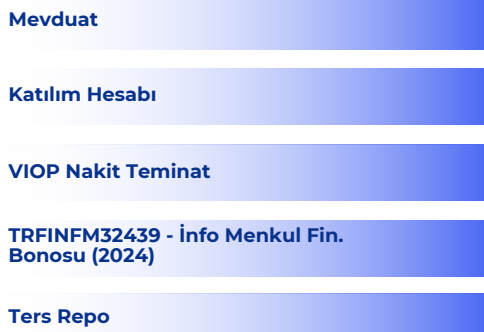 Mevduat
Katılım Hesabı
VIOP Nakit Teminat
TRFINFM32439 - İnfo Menkul Fin.
Bonosu (2024)
Ters Repo